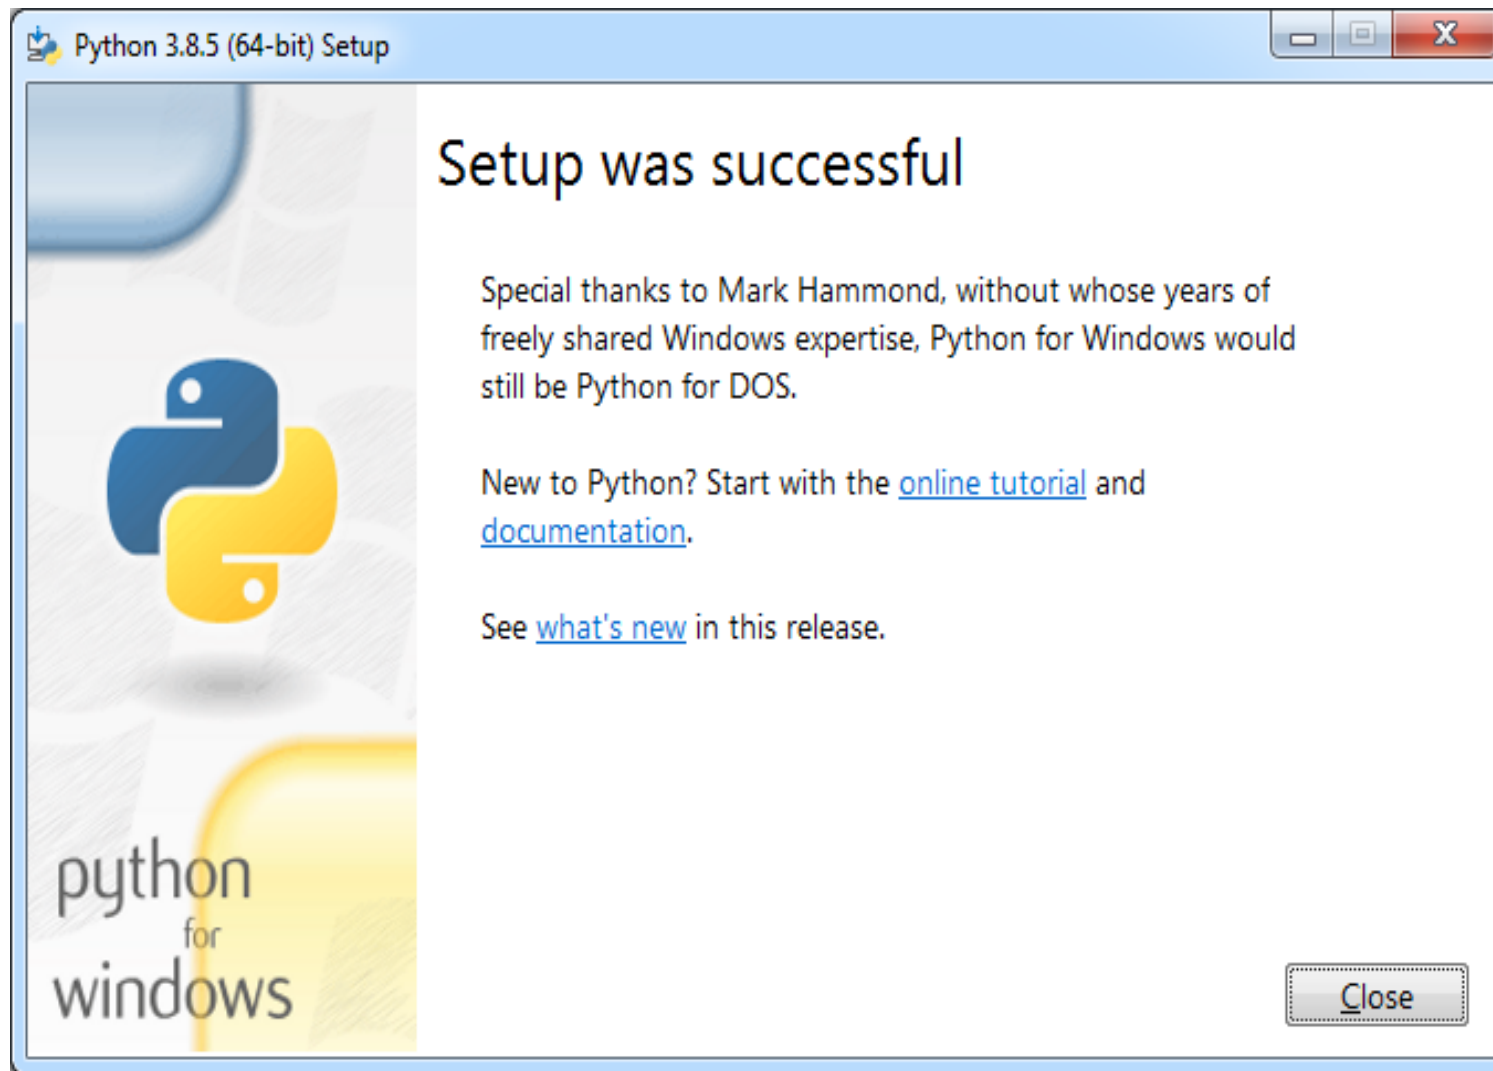 Python 3.8.5 (64-bit) Setup
Setup was successful
Special thanks to Mark Hammond, without whose years of
freely shared Windows expertise, Python for Windows would
still be Python for DOS.
New to Python? Start with the online tutorial and
documentation.
See what's new in this release.
python
for
windows
Close